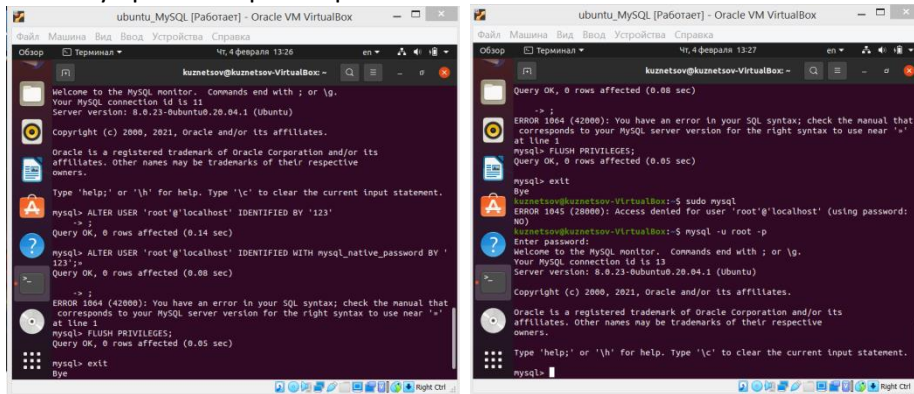 ubuntu_MySQL [Работает] - Oracle VM VirtualBox
Файл Машина Вид Ввод Устройства Справка
Обзор Терминал Чт, 4 февраля 13:26 en
kuznetsov@kuznetsov-VirtualBox: ~
Welcome to the MySQL monitor. Commands end with ; or \g.
Your MySQL connection id is 11
Server version: 8.0.23-0ubuntu0.20.04.1 (Ubuntu)
Copyright (c) 2000, 2021, Oracle and/or its affiliates.
Oracle is a registered trademark of Oracle Corporation and/or its
affiliates. Other names may be trademarks of their respective
owners.
Type 'help;' or '\h' for help. Type '\c' to clear the current input statement.
mysql> ALTER USER 'root'@'localhost' IDENTIFIED BY '123'
-> ;
Query OK, 0 rows affected (0.14 sec)
mysql> ALTER USER 'root'@'localhost' IDENTIFIED WITH mysql_native_password BY '
123';»
Query OK, 0 rows affected (0.08 sec)
-> ;
ERROR 1064 (42000): You have an error in your SQL syntax; check the manual that
corresponds to your MySQL server version for the right syntax to use near '»'
at line 1
mysql> FLUSH PRIVILEGES;
Query OK, 0 rows affected (0.05 sec)
mysql> exit
Bye
Right Ctrl
ubuntu_MySQL [Работает] - Oracle VM VirtualBox
Файл Машина Вид Ввод Устройства Справка
Обзор Терминал Чт, 4 февраля 13:27 en
kuznetsov@kuznetsov-VirtualBox: ~
Query OK, 0 rows affected (0.08 sec)
-> ;
ERROR 1064 (42000): You have an error in your SQL syntax; check the manual that
corresponds to your MySQL server version for the right syntax to use near '»'
at line 1
mysql> FLUSH PRIVILEGES;
Query OK, 0 rows affected (0.05 sec)
mysql> exit
Bye
kuznetsov@kuznetsov-VirtualBox:~$ sudo mysql
ERROR 1045 (28000): Access denied for user 'root'@'localhost' (using password:
NO)
kuznetsov@kuznetsov-VirtualBox:~$ mysql -u root -p
Enter password:
Welcome to the MySQL monitor. Commands end with ; or \g.
Your MySQL connection id is 13
Server version: 8.0.23-0ubuntu0.20.04.1 (Ubuntu)
Copyright (c) 2000, 2021, Oracle and/or its affiliates.
Oracle is a registered trademark of Oracle Corporation and/or its
affiliates. Other names may be trademarks of their respective
owners.
Type 'help;' or '\h' for help. Type '\c' to clear the current input statement.
mysql>
Right Ctrl